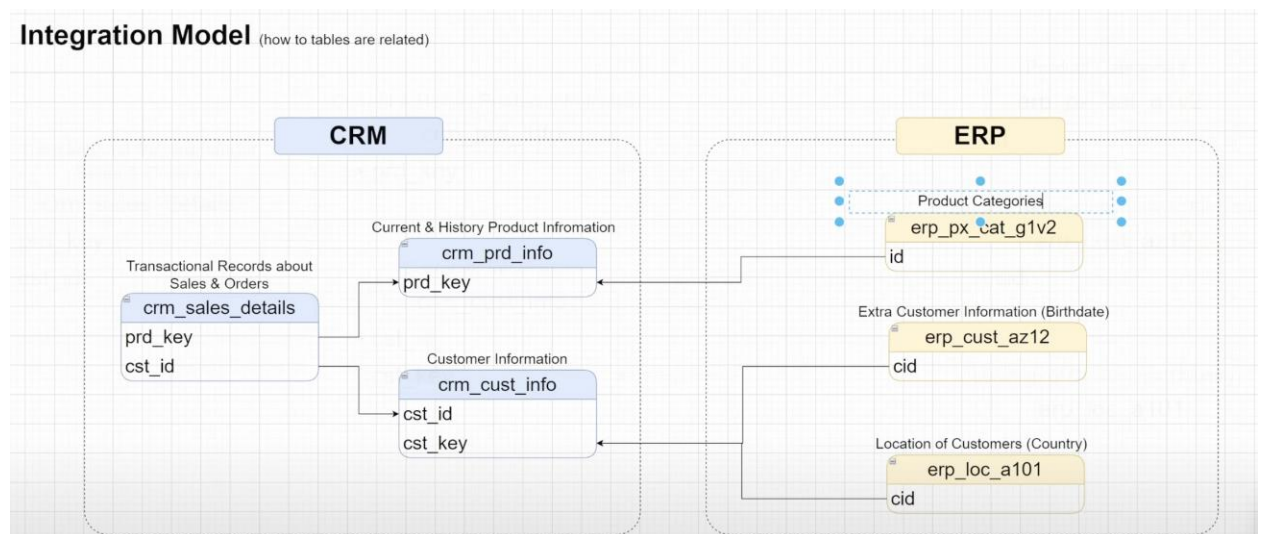 Integration Model (how to tables are related)
CRM
Current & History Product Infromation
crm_prd_info
prd_key
Transactional Records about
Sales & Orders
crm_sales_details
prd_key
cst_id
Customer Information
crm_cust_info
cst_id
cst_key
ERP
Product Categories
erp_px_cat_g1v2
id
Extra Customer Information (Birthdate)
erp_cust_az12
cid
Location of Customers (Country)
erp_loc_a101
cid